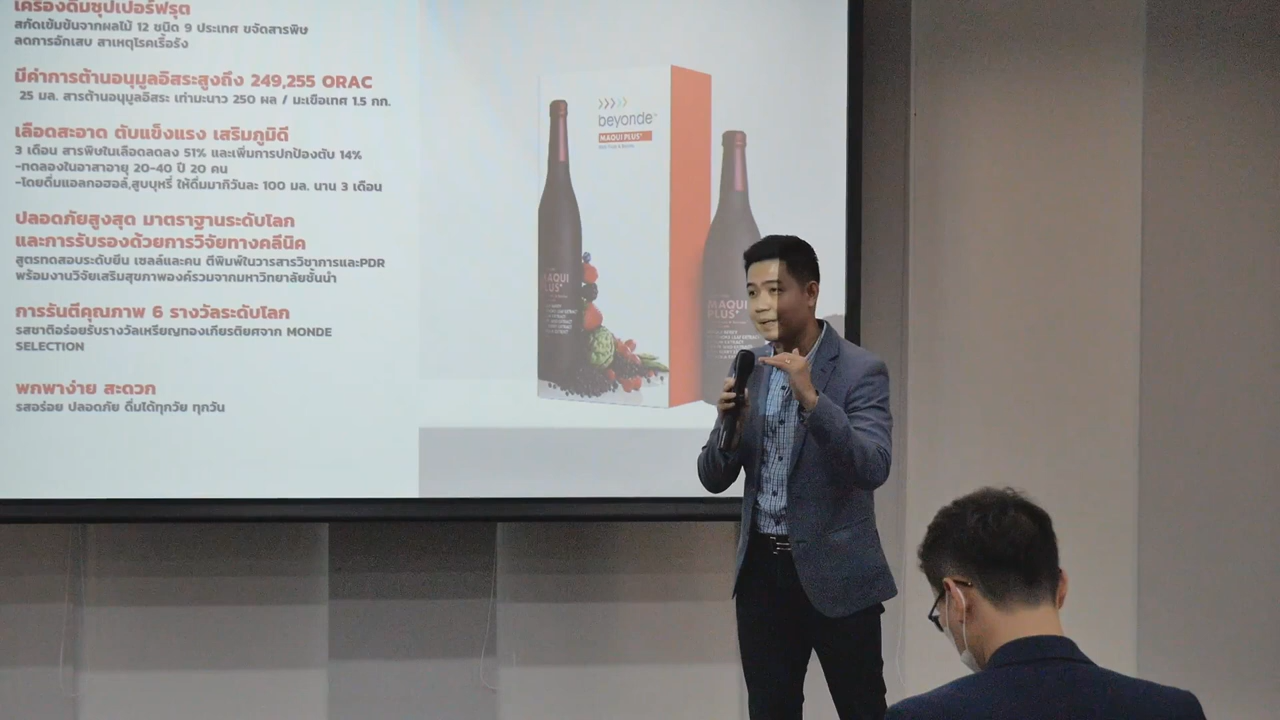 เครื่องดื่มซุปเปอร์ฟรุต
สกัดเข้มข้นจากผลไม้ 12 ชนิด 9 ประเทศ ขจัดสารพิษ
ลดการอักเสบ สาเหตุโรคเรื้อรัง
มีค่าการต้านอนุมูลอิสระสูงถึง 249,255 ORAC
25 มล. สารต้านอนุมูลอิสระ เท่ามะนาว 250 ผล / มะเขือเทศ 1.5 กก.
เลือดสะอาด ตับแข็งแรง เสริมภูมิดี
3 เดือน สารพิษในเลือดลดลง 51% และเพิ่มการปกป้องตับ 14%
-ทดลองในอาสาอายุ 20-40 ปี 20 คน
-โดยดื่มแอลกอฮอล์,สูบบุหรี่ ให้ดื่มมากิวันละ 100 มล. นาน 3 เดือน
ปลอดภัยสูงสุด มาตราฐานระดับโลก
และการรับรองด้วยการวิจัยทางคลีนิค
สูตรทดสอบระดับยีน เซลล์และคน ตีพิมพ์ในวารสารวิชาการและPDR
พร้อมงานวิจัยเสริมสุขภาพองค์รวมจากมหาวิทยาลัยชั้นนำ
การรันตีคุณภาพ 6 รางวัลระดับโลก
รสชาติอร่อยรับรางวัลเหรียญทองเกียรติยศจาก MONDE
SELECTION
พกพาง่าย สะดวก
รสอร่อย ปลอดภัย ดื่มได้ทุกวัย ทุกวัน
beyonde
MAQUI PLUS+
MAQUI
PLUS+
MAQUI
PLUS+